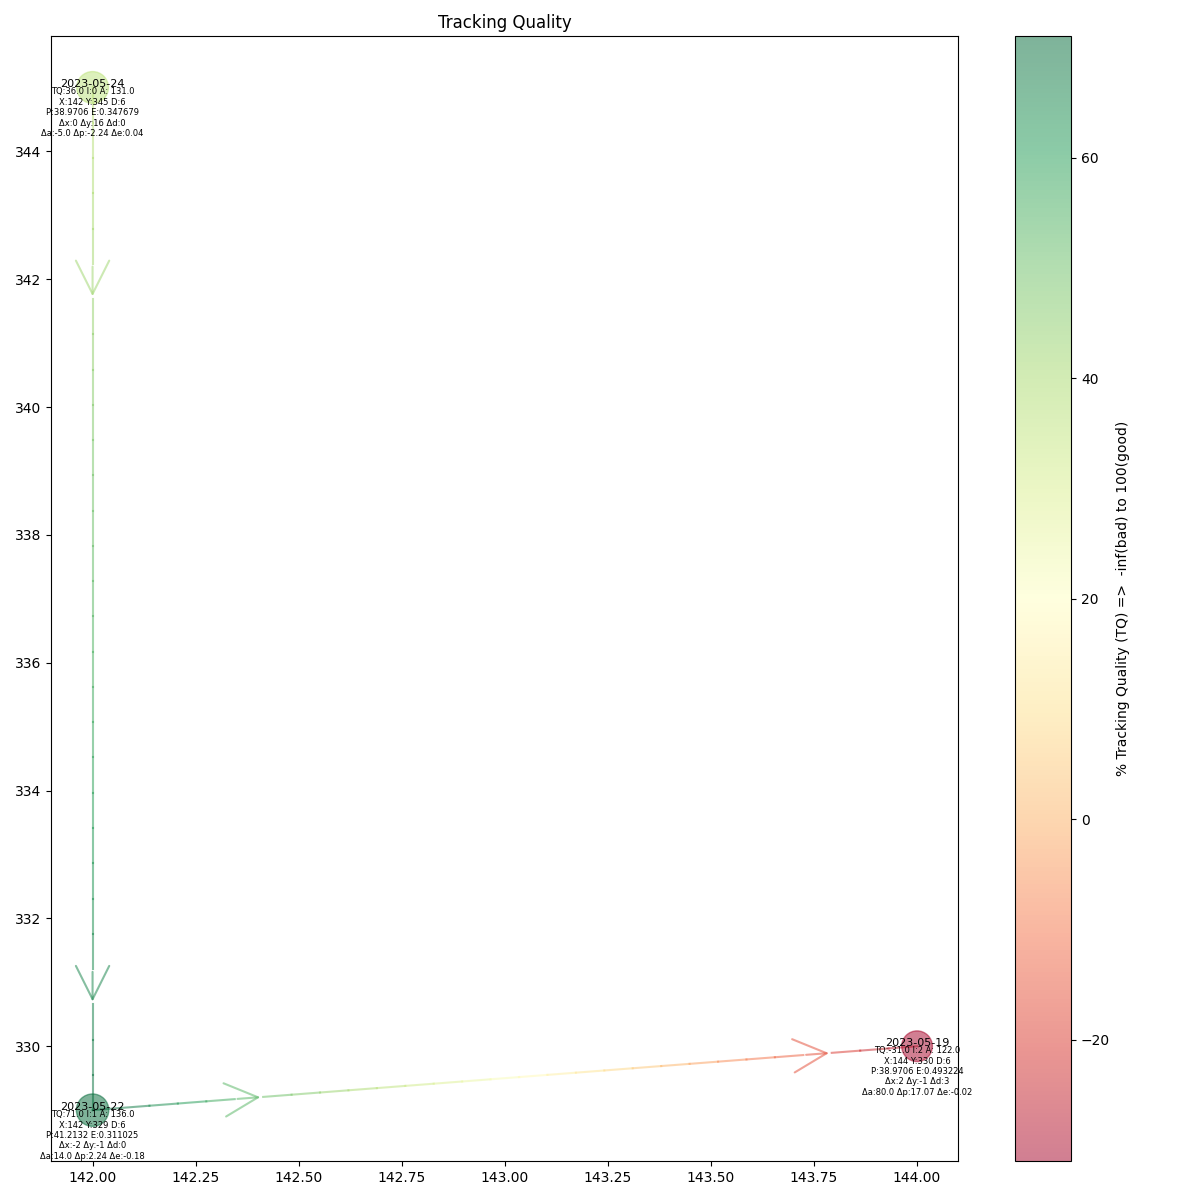 Tracking Quality
2023-05-24
TQ:36.0 I:0 A: 131.0
X:142 Y:345 D:6
P:38.9706 E:0.347679
Δx:0 Δy:16 Δd:0
Δa:-5.0 Δp:-2.24 Δe:0.04
344
342
340
338
336
334
332
330
2023-05-19
TQ:-31.0 I:2 A: 122.0
X:144 Y:330 D:6
P:38.9706 E:0.493224
Δx:2 Δy:-1 Δd:3
Δa:80.0 Δp:17.07 Δe:-0.02
2023-05-22
TQ:71.0 I:1 A: 136.0
X:142 Y:329 D:6
P:41.2132 E:0.311025
Δx:-2 Δy:-1 Δd:0
Δa:14.0 Δp:2.24 Δe:-0.18
142.00 142.25 142.50 142.75 143.00 143.25 143.50 143.75 144.00
60
40
20
0
−20
% Tracking Quality (TQ) => -inf(bad) to 100(good)